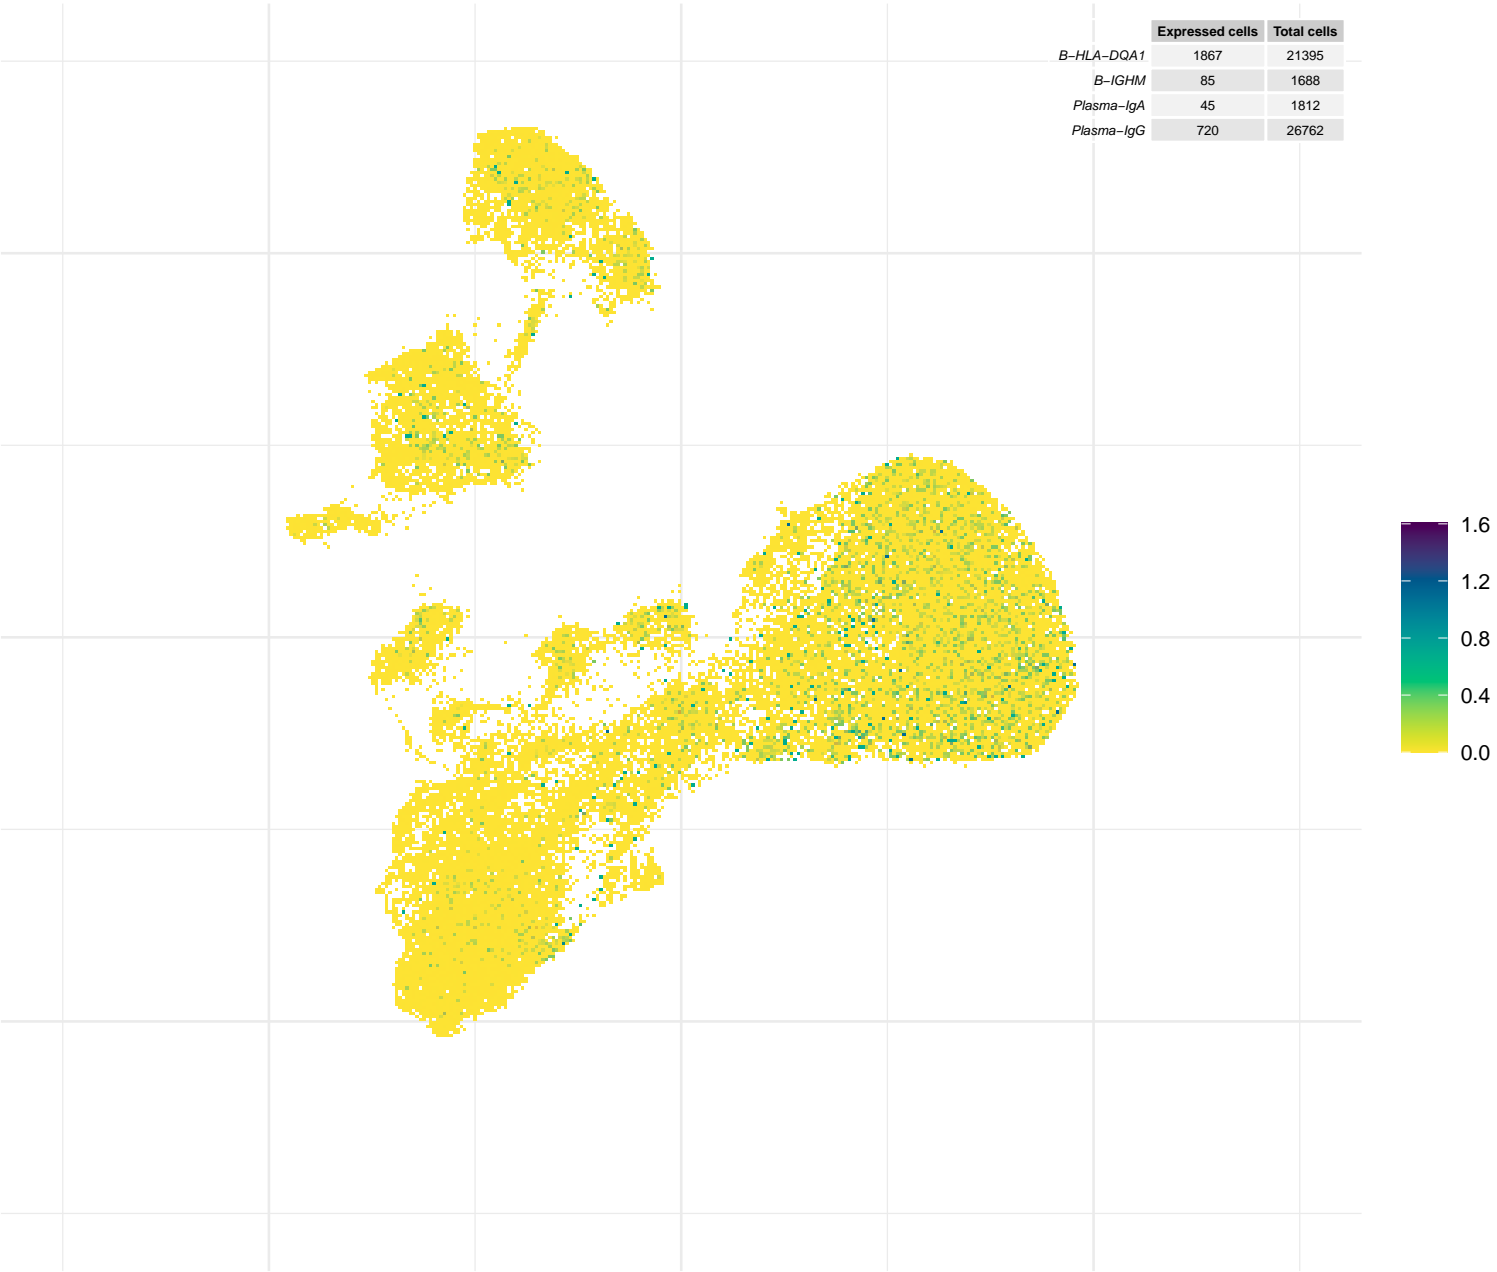 Expressed cells Total cells
B−HLA−DQA1 1867 21395
B−IGHM 85 1688
Plasma−IgA 45 1812
Plasma−IgG 720 26762
1.6
1.2
0.8
0.4
0.0